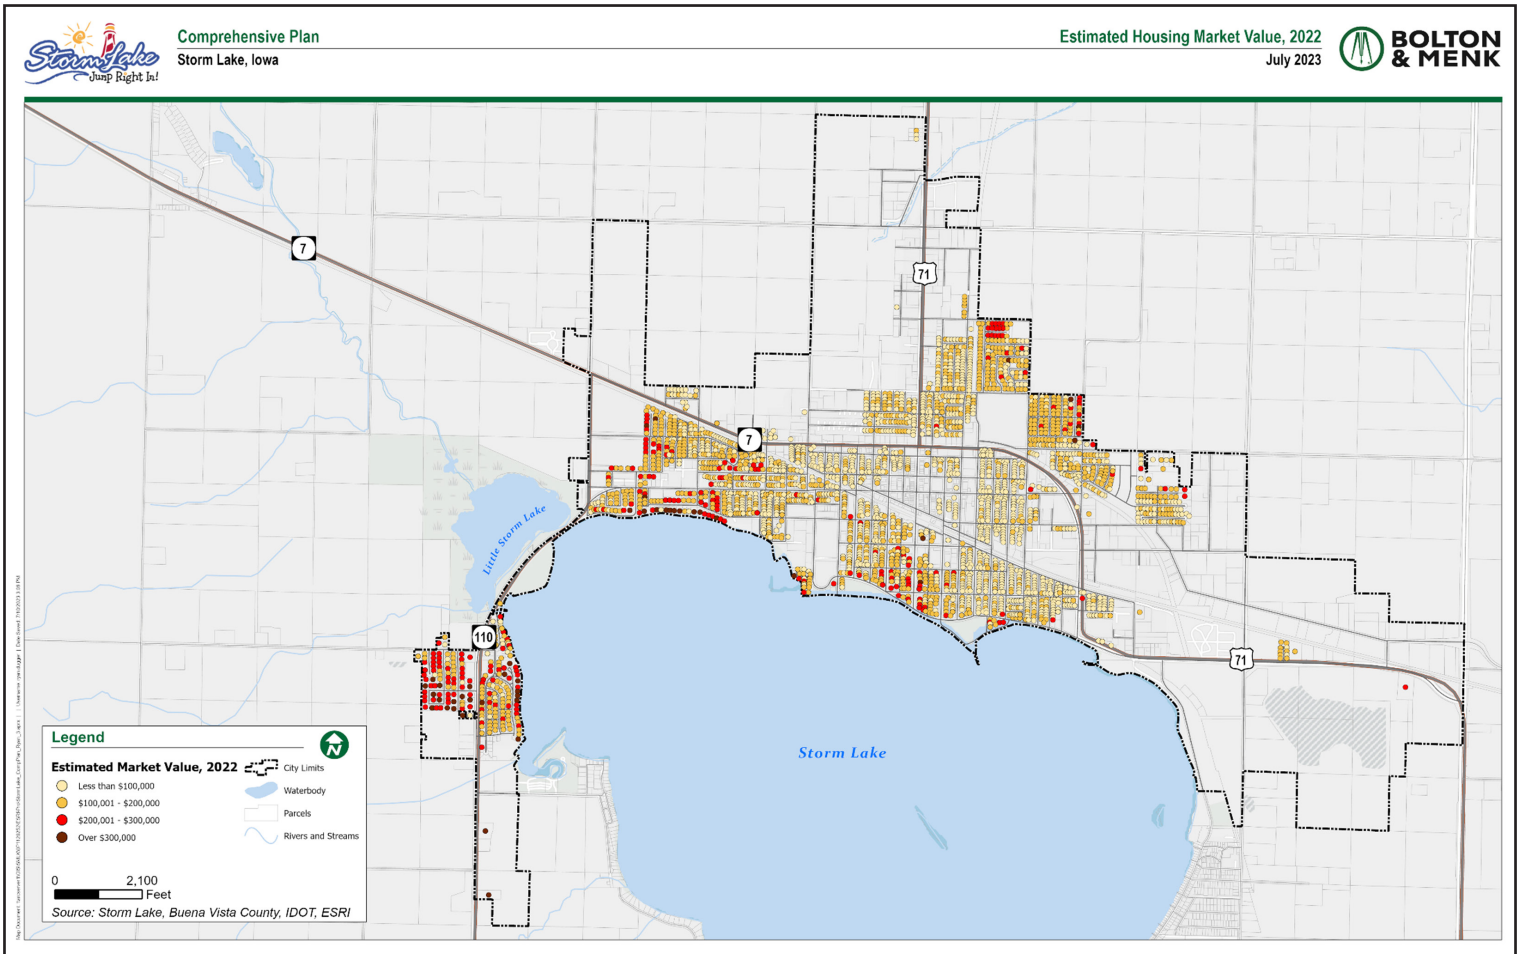 Storm Lake
Jump Right In!
Comprehensive Plan
Storm Lake, Iowa
Estimated Housing Market Value, 2022
July 2023
BOLTON
& MENK
7
71
7
Little Storm Lake
110
71
Storm Lake
Legend
N
Estimated Market Value, 2022
Less than $100,000
$100,001 - $200,000
$200,001 - $300,000
Over $300,000
City Limits
Waterbody
Parcels
Rivers and Streams
0 2,100
Feet
Source: Storm Lake, Buena Vista County, IDOT, ESRI